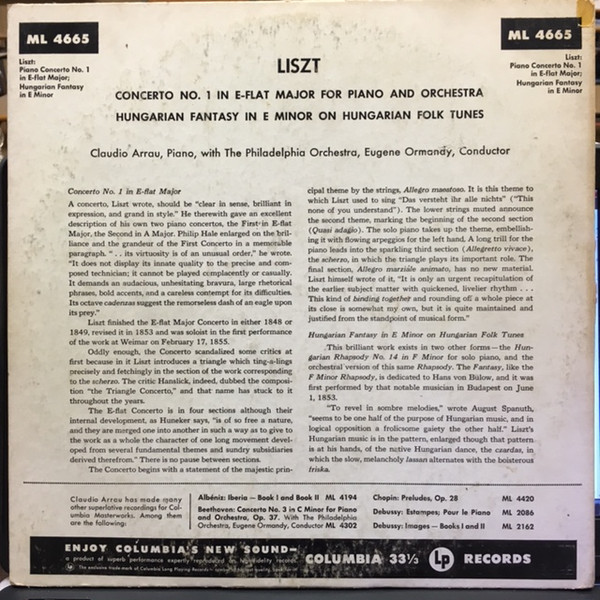 ML 4665
Liszt:
Piano Concerto No. 1
in E-flat Major;
Hungarian Fantasy
in E Minor
ML 4665
Liszt:
Piano Concerto No. 1
in E-flat Major;
Hungarian Fantasy
in E Minor
LISZT
CONCERTO NO. 1 IN E-FLAT MAJOR FOR PIANO AND ORCHESTRA
HUNGARIAN FANTASY IN E MINOR ON HUNGARIAN FOLK TUNES
Claudio Arrau, Piano, with The Philadelphia Orchestra, Eugene Ormandy, Conductor
Concerto No. 1 in E-flat Major
A concerto, Liszt wrote, should be "clear in sense, brilliant in
expression, and grand in style." He therewith gave an excellent
description of his own two piano concertos, the First in E-flat
Major, the Second in A Major. Philip Hale enlarged on the bril-
liance and the grandeur of the First Concerto in a memorable
paragraph. ". . its virtuosity is of an unusual order," he wrote.
"It does not display its innate quality to the precise and com-
posed technician; it cannot be played complacently or casually.
It demands an audacious, unhesitating bravura, large rhetorical
phrases, bold accents, and a careless contempt for its difficulties.
Its octave cadenzas suggest the remorseless dash of an eagle upon
its prey."
Liszt finished the E-flat Major Concerto in either 1848 or
1849, revised it in 1853 and was soloist in the first performance
of the work at Weimar on February 17, 1855.
Oddly enough, the Concerto scandalized some critics at
first because in it Liszt introduces a triangle which ting-a-lings
precisely and fetchingly in the section of the work corresponding
to the scherzo. The critic Hanslick, indeed, dubbed the composi-
tion "the Triangle Concerto," and that name has stuck to it
throughout the years.
The E-flat Concerto is in four sections although their
internal development, as Huneker says, "is of so free a nature,
and they are merged one into another in such a way as to give to
the work as a whole the character of one long movement devel-
oped from several fundamental themes and sundry subsidiaries
derived therefrom." There is no pause between sections.
The Concerto begins with a statement of the majestic prin-
cipal theme by the strings, Allegro maestoso. It is this theme to
which Liszt used to sing "Das versteht ihr alle nichts" ("This
none of you understand"). The lower strings muted announce
the second theme, marking the beginning of the second section
(Quasi adagio). The solo piano takes up the theme, embellish-
ing it with flowing arpeggios for the left hand. A long trill for the
piano leads into the sparkling third section (Allegretto vivace),
the scherzo, in which the triangle plays its important role. The
final section, Allegro marziale animato, has no new material.
Liszt himself wrote of it, "It is only an urgent recapitulation of
the earlier subject matter with quickened, livelier rhythm . . .
This kind of binding together and rounding off a whole piece at
its close is somewhat my own, but it is quite maintained and
justified from the standpoint of musical form."
Hungarian Fantasy in E Minor on Hungarian Folk Tunes
This brilliant work exists in two other forms—the Hun-
garian Rhapsody No. 14 in F Minor for solo piano, and the
orchestral version of this same Rhapsody. The Fantasy, like the
F Minor Rhapsody, is dedicated to Hans von Bülow, and it was
first performed by that notable musician in Budapest on June
1, 1853.
"To revel in sombre melodies," wrote August Spanuth,
"seems to be one half of the purpose of Hungarian music, and in
logical opposition a frolicsome gaiety the other half." Liszt's
Hungarian music is in the pattern, enlarged though that pattern
is at his hands, of the native Hungarian dance, the czardas, in
which the slow, melancholy lassan alternates with the boisterous
friska.
Claudio Arrau has made many
other superlative recordings for Col-
umbia Masterworks. Among them
are the following:
Albéniz: Iberia — Book I and Book II ML 4194
Beethoven: Concerto No. 3 in C Minor for Piano
and Orchestra, Op. 37. With The Philadelphia
Orchestra, Eugene Ormandy, Conductor ML 4302
Chopin: Preludes, Op. 28 ML 4420
Debussy: Estampes; Pour le Piano ML 2086
Debussy: Images — Books I and II ML 2162
ENJOY COLUMBIA'S NEW SOUND—
a product of superb performance expertly reproduced on high-fidelity records.
COLUMBIA 33⅓ Lp RECORDS